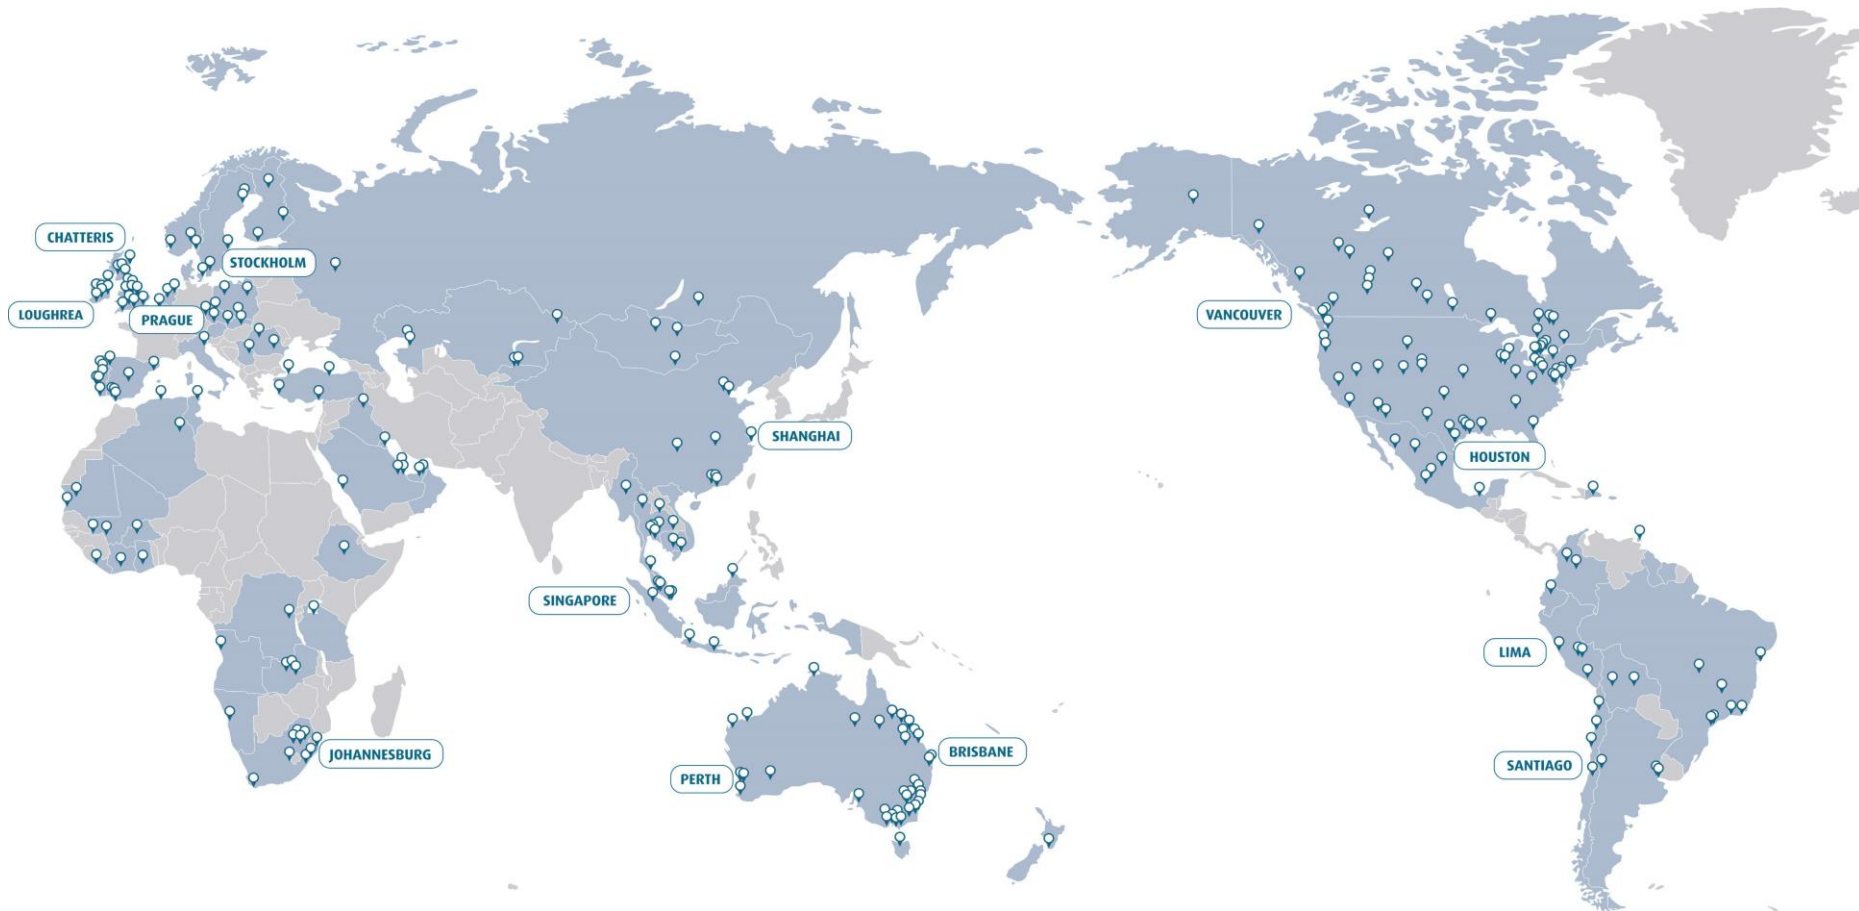 CHATTERIS
STOCKHOLM
LOUGHREA
PRAGUE
VANCOUVER
SHANGHAI
HOUSTON
SINGAPORE
LIMA
JOHANNESBURG
BRISBANE
PERTH
SANTIAGO